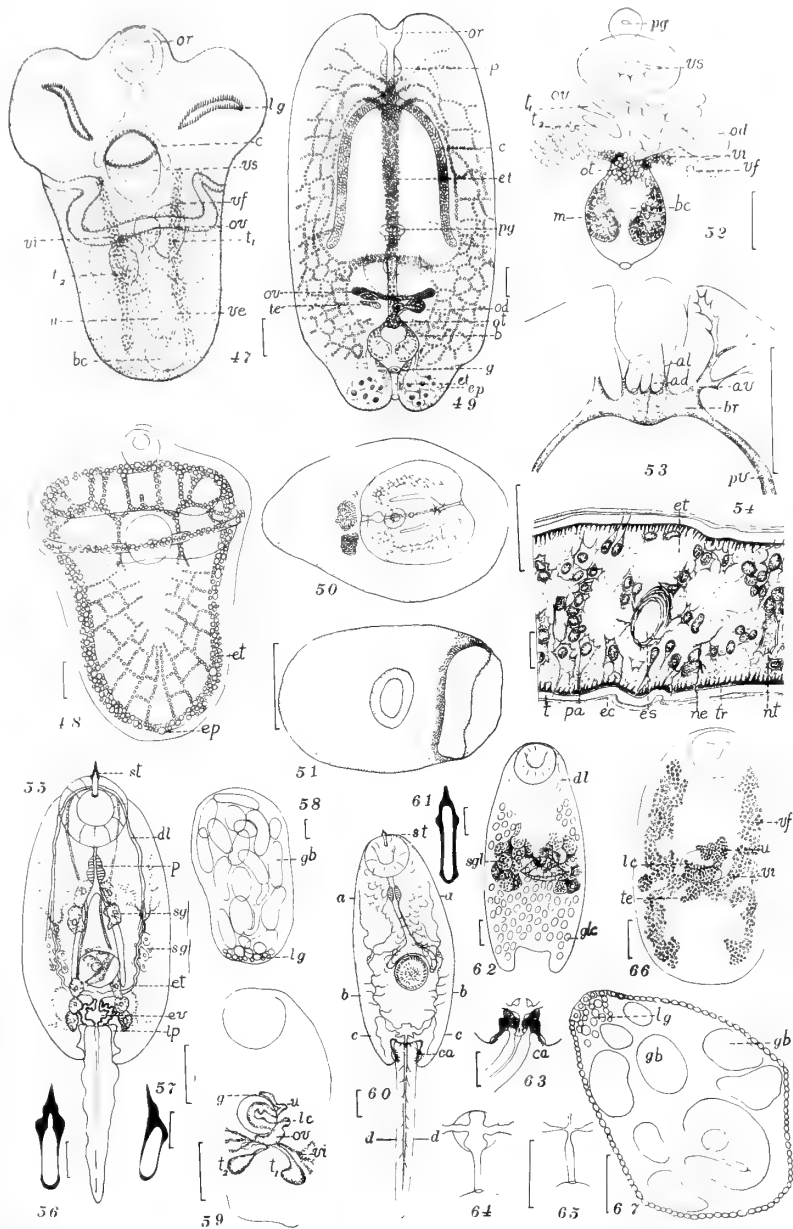 or
lg
c
vs
vf
ov
vi
t₁
t₂
ve
u
bc
47
or
p
c
et
pg
ov
te
od
ot
b
g
et
ep
49
pg
vs
ov
t₁
t₂
od
vi
vf
ot
bc
m
52
al
ad
av
br
pv
53
54
et
t pa ec es ne tr nt
et
ep
48
50
51
55
st
dl
p
sg
sg
et
ev
lp
56
57
58
gb
lg
g
u
lc
ov
vi
t₂
t₁
59
61
st
a a
b b
c c
ca
d d
60
dl
sgl
glc
62
ca
63
64
65
vf
u
lc
vi
te
66
lg
gb
gb
67